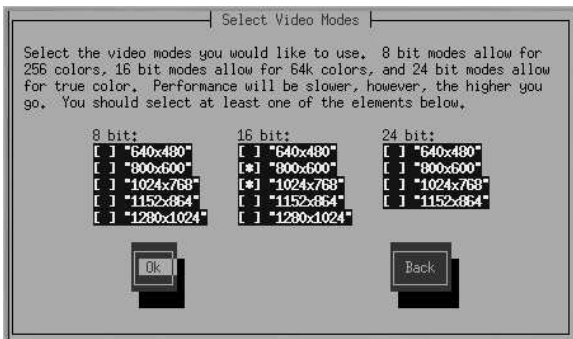 Select Video Modes
Select the video modes you would like to use.  8 bit modes allow for
256 colors, 16 bit modes allow for 64k colors, and 24 bit modes allow
for true color.  Performance will be slower, however, the higher you
go.  You should select at least one of the elements below.
8 bit: 16 bit: 24 bit:
[ ] "640x480" [ ] "640x480" [ ] "640x480"
[ ] "800x600" [*] "800x600" [ ] "800x600"
[ ] "1024x768" [*] "1024x768" [ ] "1024x768"
[ ] "1152x864" [ ] "1152x864" [ ] "1152x864"
[ ] "1280x1024" [ ] "1280x1024"
Ok Back